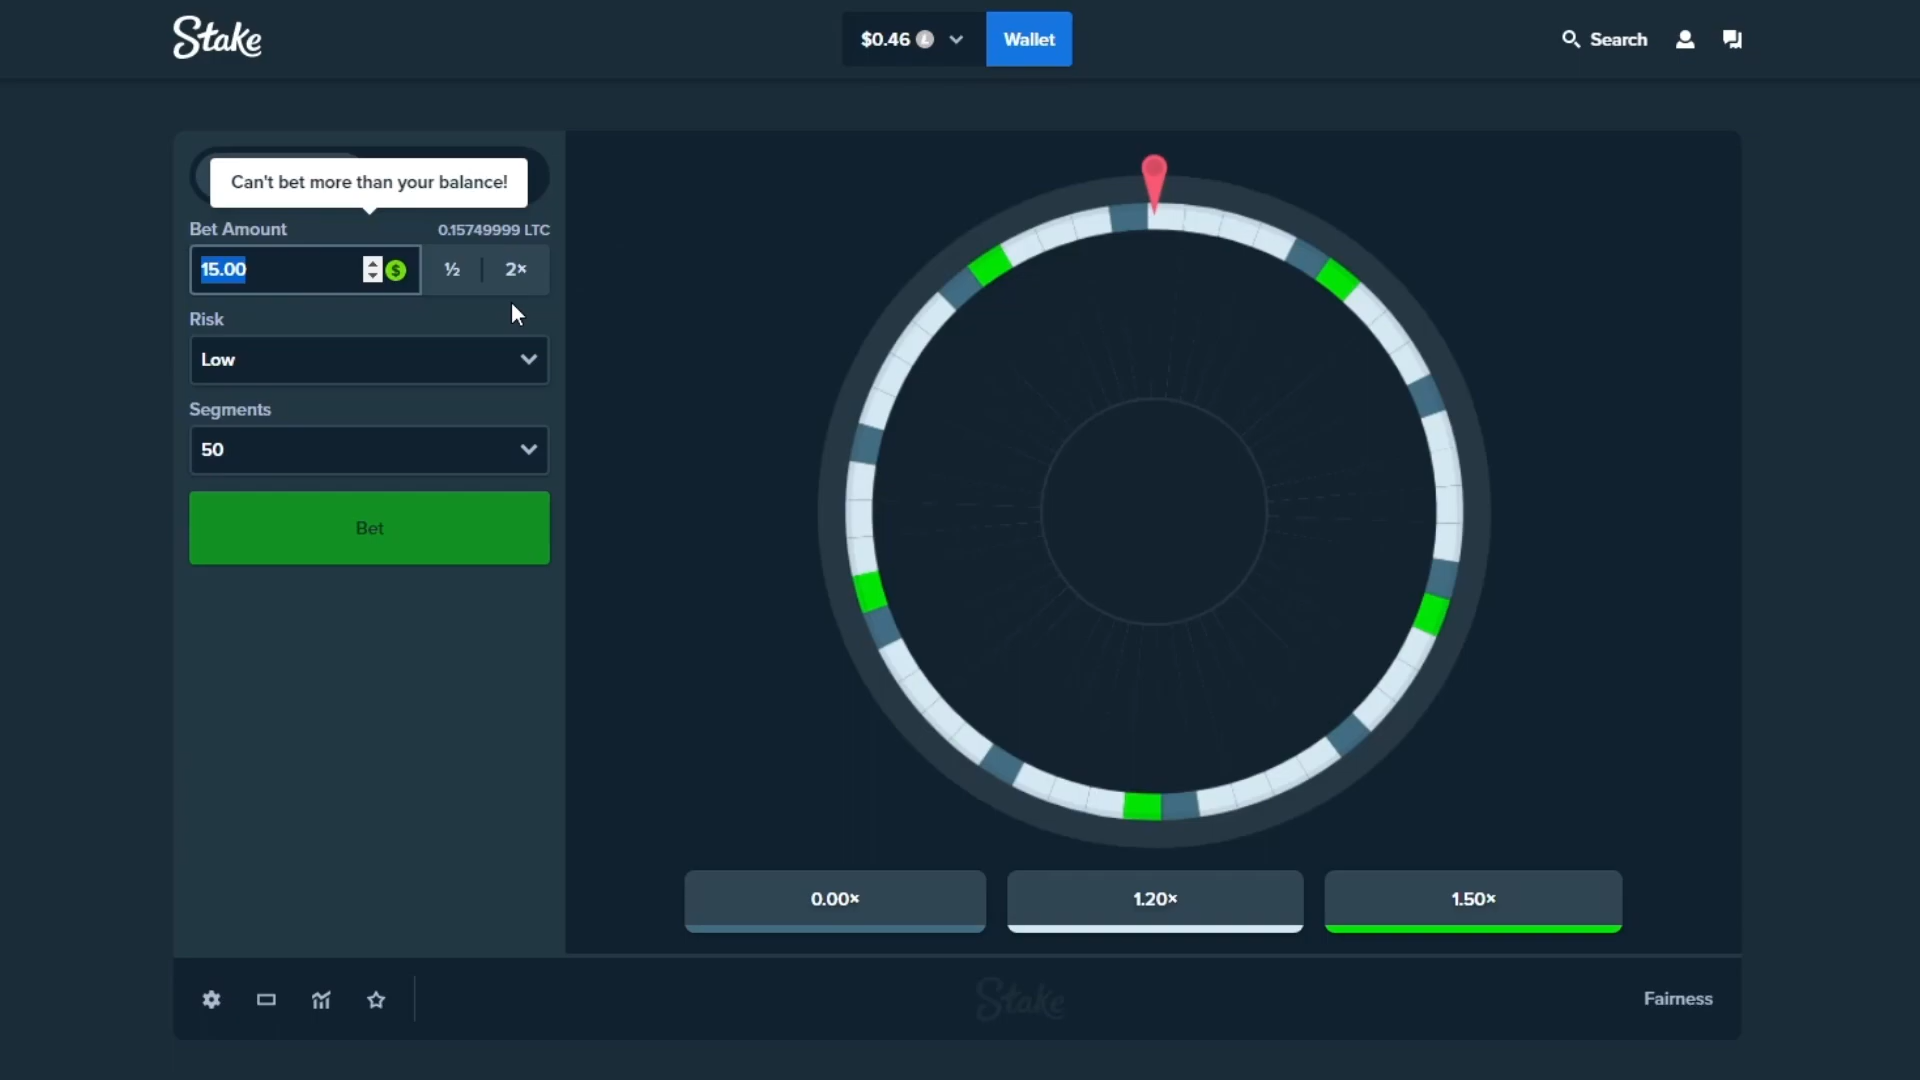 Stake
$0.46
Wallet
Search
Can't bet more than your balance!
Bet Amount
0.15749999 LTC
15.00
$
½
2×
Risk
Low
Segments
50
Bet
0.00×
1.20×
1.50×
Stake
Fairness